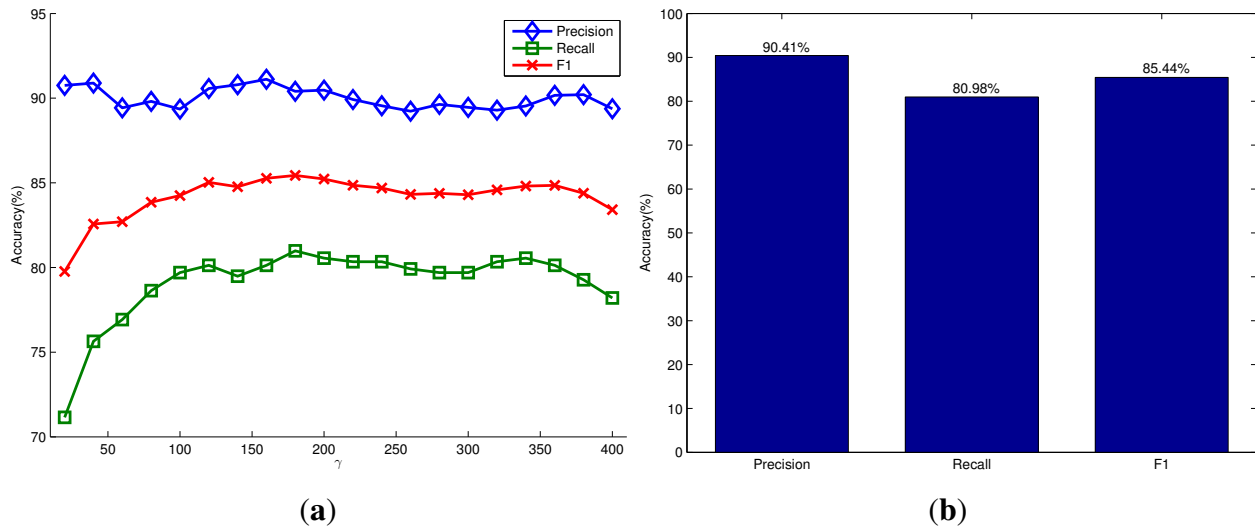 95
90
85
80
75
70
Accuracy(%)
50 100 150 200 250 300 350 400
γ
Precision
Recall
F1
(a)
100
90
80
70
60
50
40
30
20
10
0
Accuracy(%)
90.41%
80.98%
85.44%
Precision Recall F1
(b)